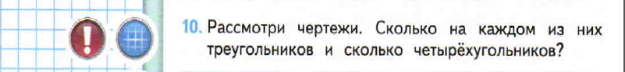 10. Рассмотри чертежи. Сколько на каждом из них
треугольников и сколько четырёхугольников?